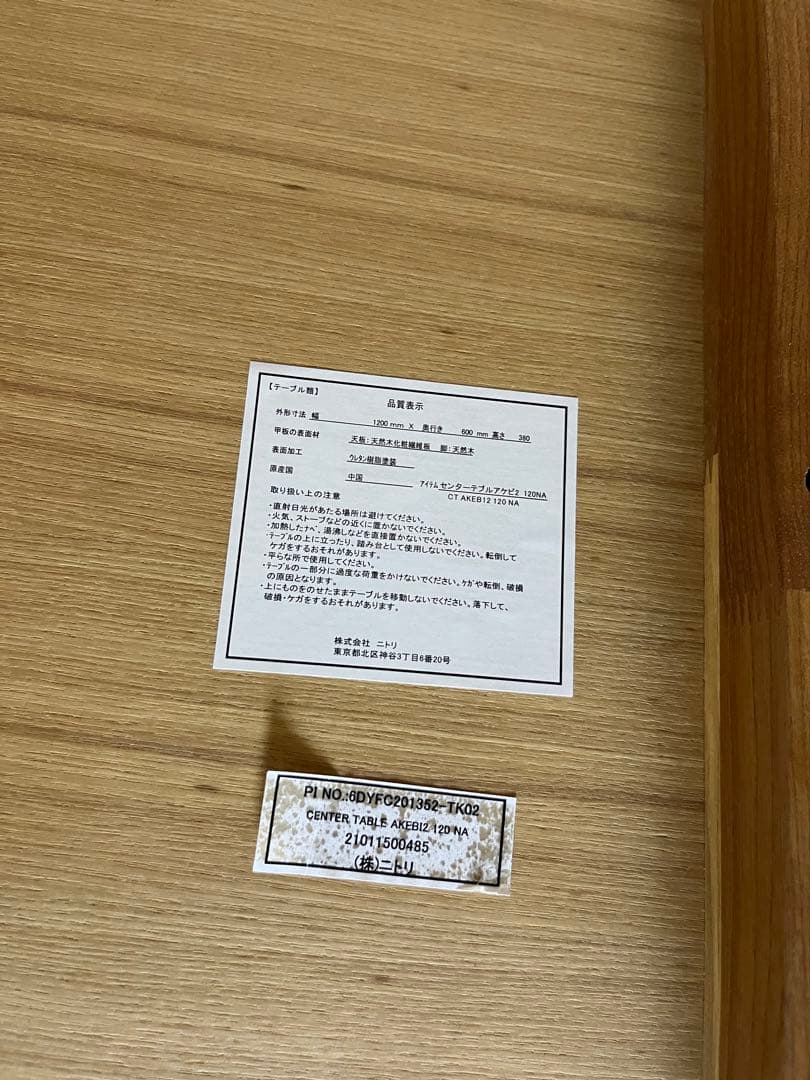 【テーブル類】
品質表示
外形寸法 幅 1200 mm X 奥行き 600 mm 高さ 380
甲板の表面材 天板:天然木化粧繊維板 脚:天然木
表面加工 ウレタン樹脂塗装
原産国 中国 アイテム センターテブルアケビ2 120NA
CT AKEB12 120 NA
取り扱い上の注意
・直射日光があたる場所は避けてください。
・火気、ストーブなどの近くに置かないでください。
・加熱したナベ、湯沸しなどを直接置かないでください。
・テーブルの上に立ったり、踏み台として使用しないでください。転倒して
ケガをするおそれがあります。
・平らな所で使用してください。
・テーブルの一部分に過度な荷重をかけないでください。ケガや転倒、破損
の原因となります。
・上にものをのせたままテーブルを移動しないでください。落下して、
破損・ケガをするおそれがあります。
株式会社 ニトリ
東京都北区神谷3丁目6番20号
PI NO.:6DYFC201352-TK02
CENTER TABLE AKEBI2 120 NA
21011500485
(株)ニトリ